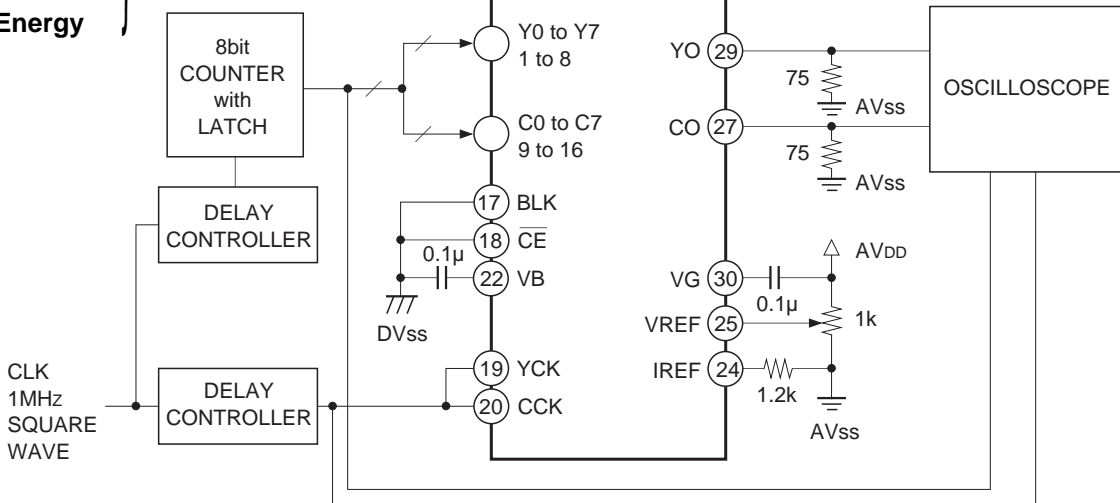 Energy
8bit
COUNTER
with
LATCH
DELAY
CONTROLLER
CLK
1MHz
SQUARE
WAVE
DELAY
CONTROLLER
Y0 to Y7
1 to 8
C0 to C7
9 to 16
17 BLK
18 CE
0.1µ
22 VB
DVss
19 YCK
20 CCK
YO 29
75
AVss
CO 27
75
AVss
OSCILLOSCOPE
AVDD
VG 30
0.1µ
1k
VREF 25
IREF 24
1.2k
AVss